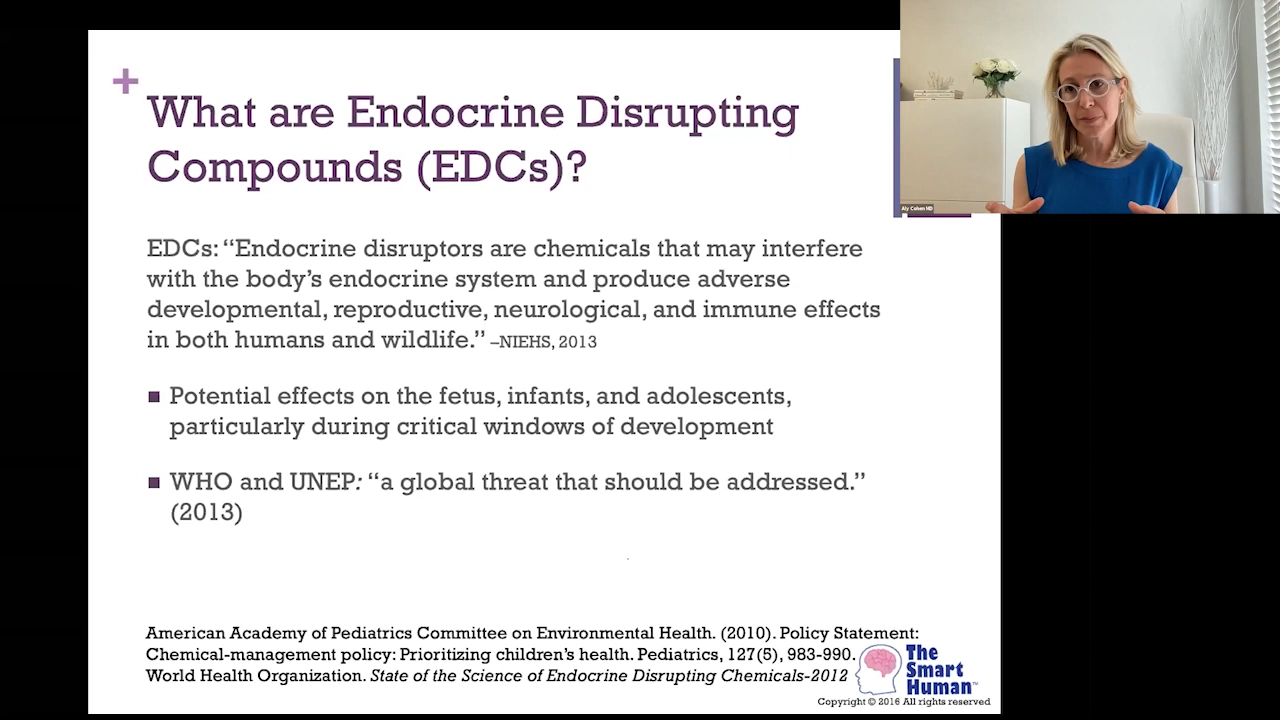 +
What are Endocrine Disrupting
Compounds (EDCs)?
EDCs: “Endocrine disruptors are chemicals that may interfere
with the body’s endocrine system and produce adverse
developmental, reproductive, neurological, and immune effects
in both humans and wildlife.” –NIEHS, 2013
Potential effects on the fetus, infants, and adolescents,
particularly during critical windows of development
WHO and UNEP: “a global threat that should be addressed.”
(2013)
American Academy of Pediatrics Committee on Environmental Health. (2010). Policy Statement:
Chemical-management policy: Prioritizing children’s health. Pediatrics, 127(5), 983-990.
World Health Organization. State of the Science of Endocrine Disrupting Chemicals-2012
The
Smart
Human™
Copyright © 2016 All rights reserved
Aly Cohen MD